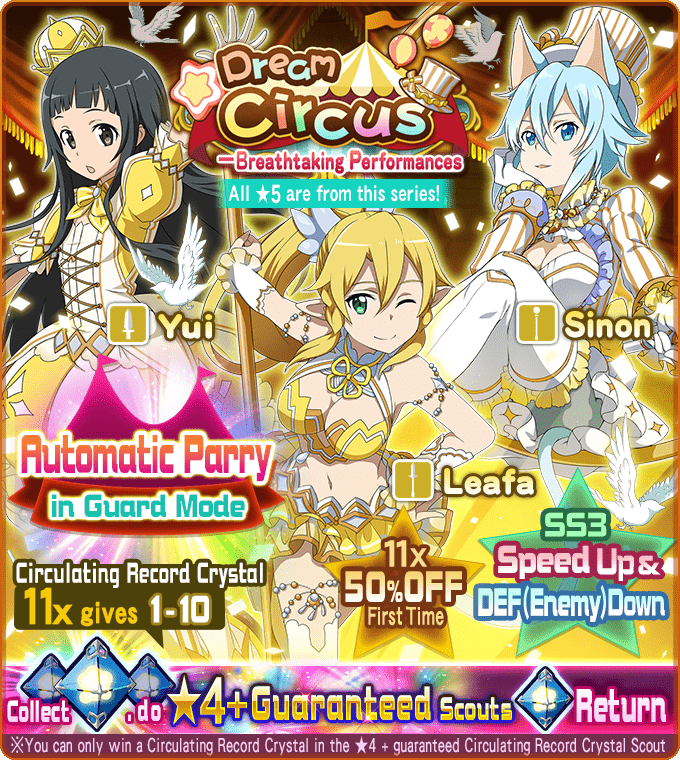 Dream
Circus
—Breathtaking Performances
All ★5 are from this series!
Yui
Sinon
Leafa
Automatic Parry
in Guard Mode
SS3
Speed Up &
DEF(Enemy)Down
11x
50%OFF
First Time
Circulating Record Crystal
11x gives 1-10
Collect .do ★4+Guaranteed Scouts Return
※You can only win a Circulating Record Crystal in the ★4 + guaranteed Circulating Record Crystal Scout